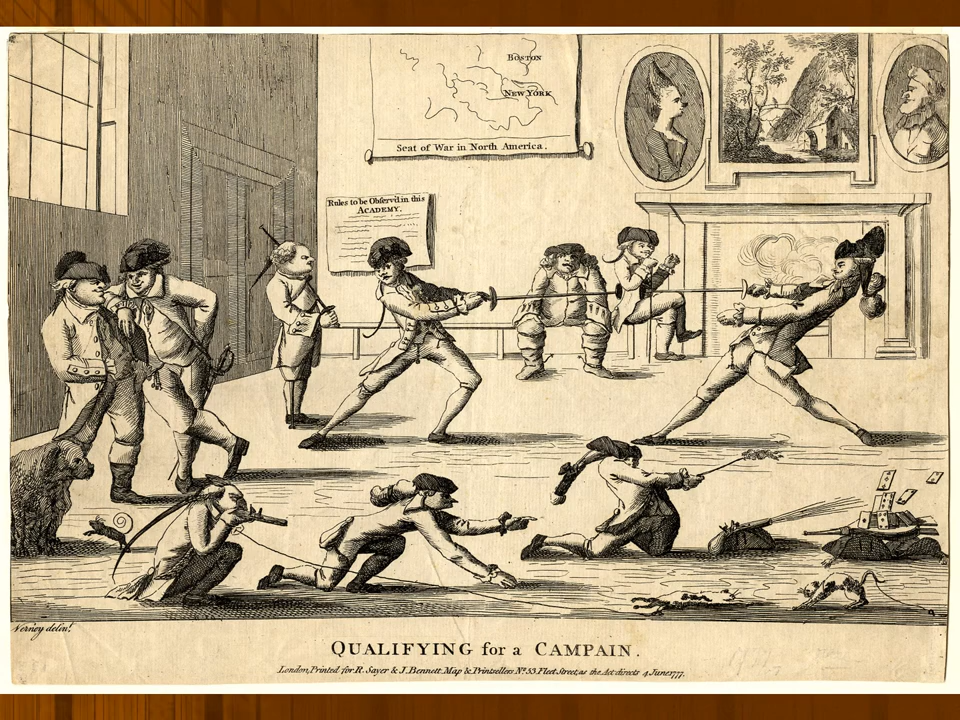 BOSTON
NEW YORK
Seat of War in North America.
Rules to be Observ'd in this
ACADEMY.
Verney delin!
QUALIFYING for a CAMPAIN.
London, Printed for R. Sayer & J. Bennett Map & Printsellers Nº 53 Fleet Street, as the Act directs 4 June 1777.